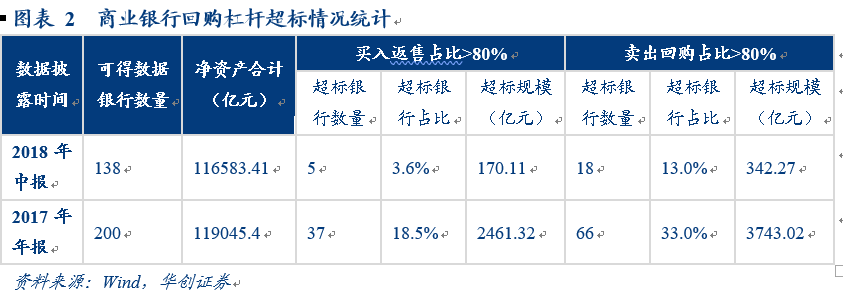 图表 2 商业银行回购杠杆超标情况统计
数据披露时间 可得数据银行数量 净资产合计（亿元） 买入返售占比>80% 卖出回购占比>80%
超标银行数量 超标银行占比 超标规模（亿元） 超标银行数量 超标银行占比 超标规模（亿元）
2018 年中报 138 116583.41 5 3.6% 170.11 18 13.0% 342.27
2017 年年报 200 119045.4 37 18.5% 2461.32 66 33.0% 3743.02
资料来源：Wind，华创证券